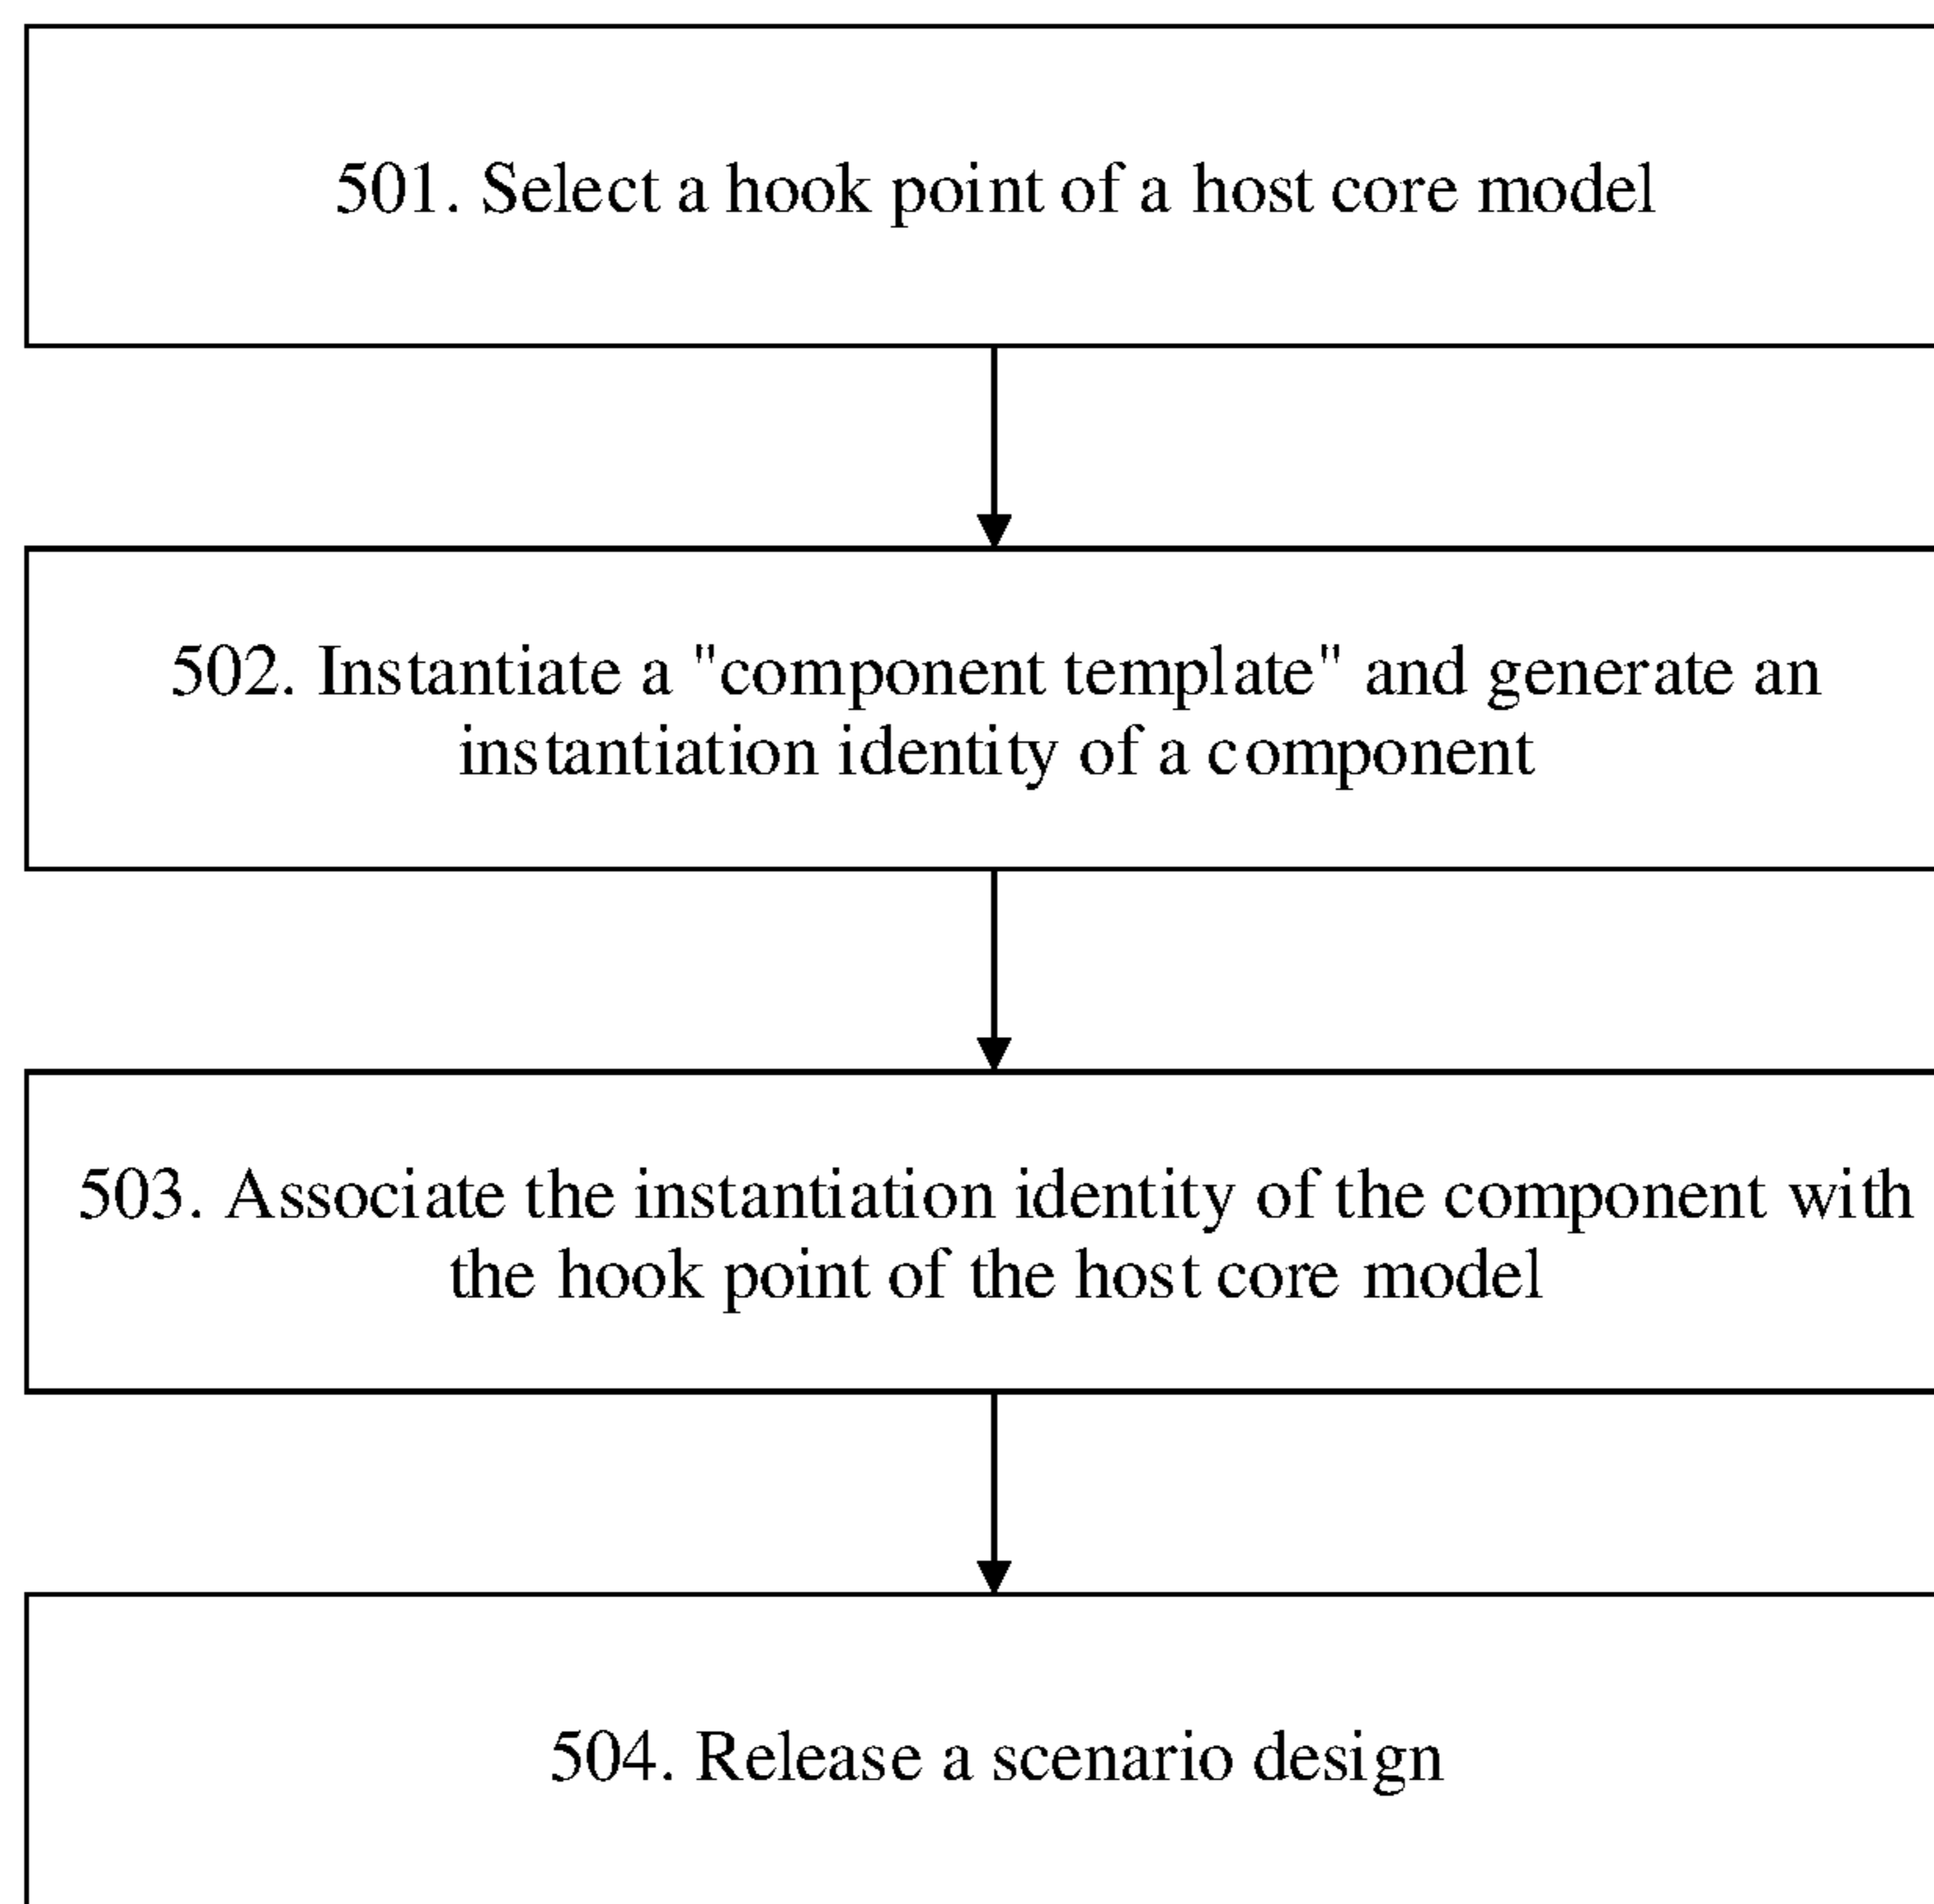 501. Select a hook point of a host core model
502. Instantiate a "component template" and generate an
instantiation identity of a component
503. Associate the instantiation identity of the component with
the hook point of the host core model
504. Release a scenario design